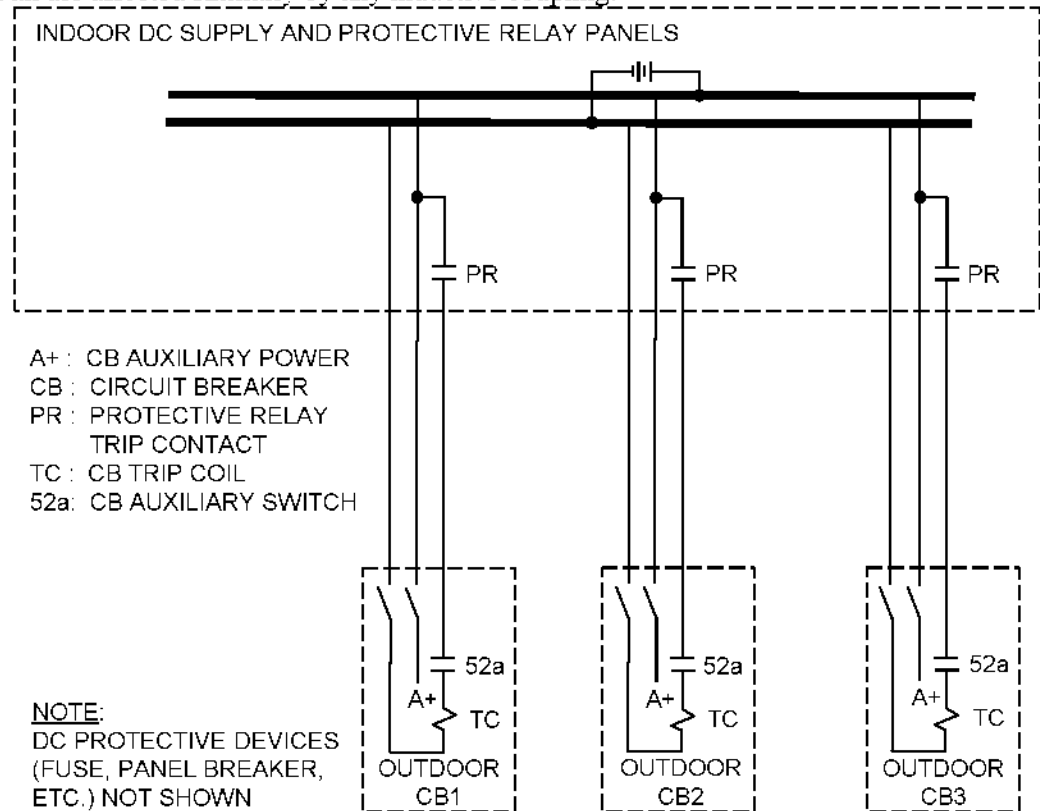 INDOOR DC SUPPLY AND PROTECTIVE RELAY PANELS
PR
PR
PR
A+ : CB AUXILIARY POWER
CB : CIRCUIT BREAKER
PR : PROTECTIVE RELAY
TRIP CONTACT
TC : CB TRIP COIL
52a: CB AUXILIARY SWITCH
52a
52a
52a
A+
TC
A+
TC
A+
TC
NOTE:
DC PROTECTIVE DEVICES
(FUSE, PANEL BREAKER,
ETC.) NOT SHOWN
OUTDOOR
CB1
OUTDOOR
CB2
OUTDOOR
CB3